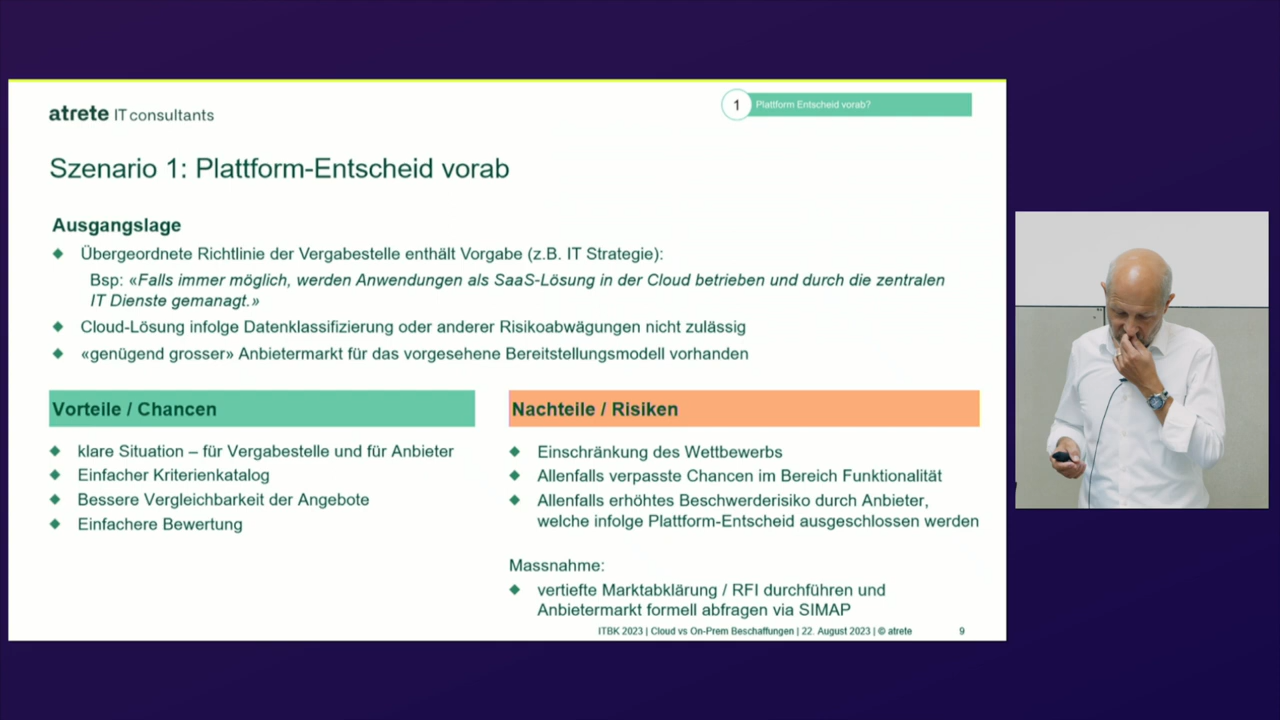 atrete IT consultants
1 Plattform Entscheid vorab?
Szenario 1: Plattform-Entscheid vorab
Ausgangslage
Übergeordnete Richtlinie der Vergabestelle enthält Vorgabe (z.B. IT Strategie):
Bsp: «Falls immer möglich, werden Anwendungen als SaaS-Lösung in der Cloud betrieben und durch die zentralen
IT Dienste gemanagt.»
Cloud-Lösung infolge Datenklassifizierung oder anderer Risikoabwägungen nicht zulässig
«genügend grosser» Anbietermarkt für das vorgesehene Bereitstellungsmodell vorhanden
Vorteile / Chancen
klare Situation – für Vergabestelle und für Anbieter
Einfacher Kriterienkatalog
Bessere Vergleichbarkeit der Angebote
Einfachere Bewertung
Nachteile / Risiken
Einschränkung des Wettbewerbs
Allenfalls verpasste Chancen im Bereich Funktionalität
Allenfalls erhöhtes Beschwerderisiko durch Anbieter,
welche infolge Plattform-Entscheid ausgeschlossen werden
Massnahme:
vertiefte Marktabklärung / RFI durchführen und
Anbietermarkt formell abfragen via SIMAP
ITBK 2023 | Cloud vs On-Prem Beschaffungen | 22. August 2023 | © atrete 9